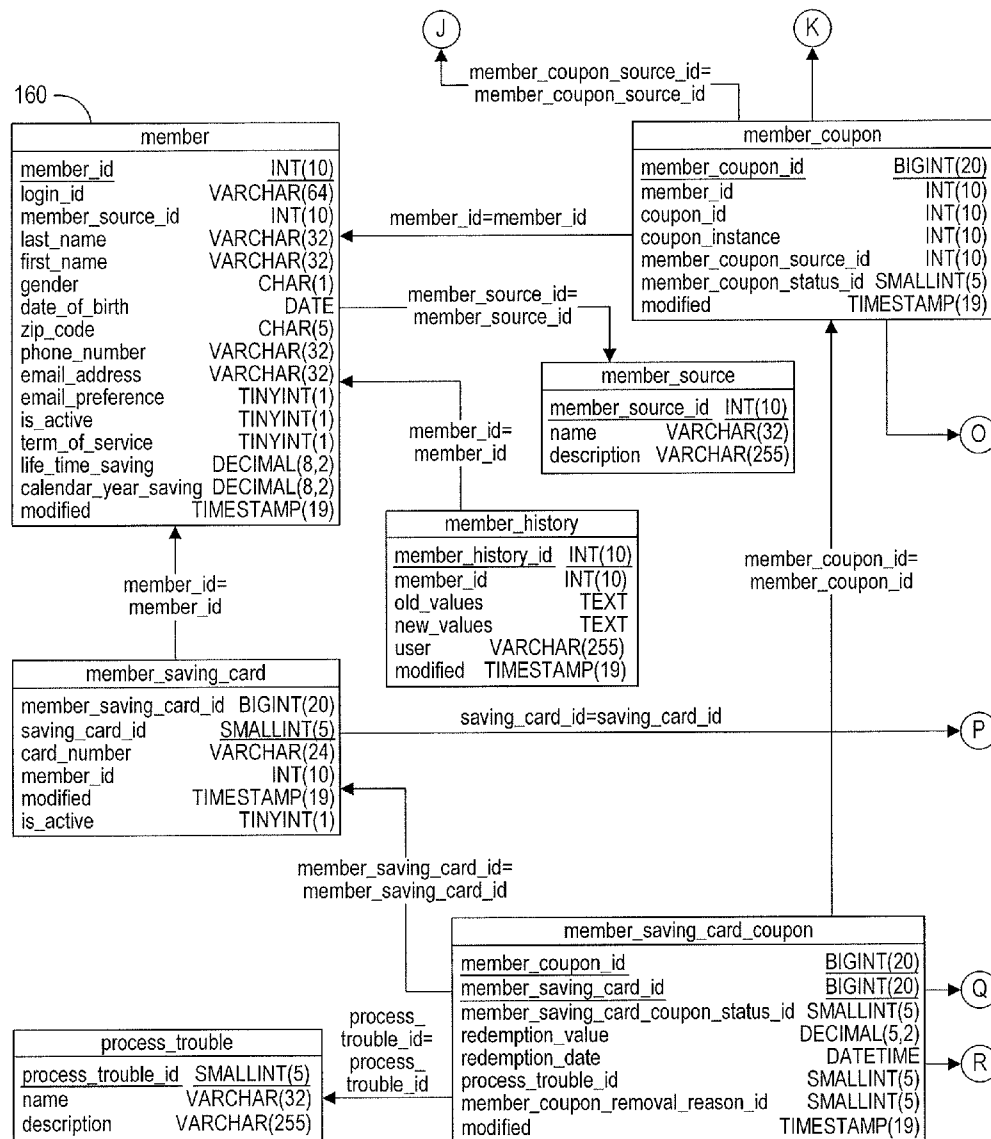 J
K
member_coupon_source_id=
member_coupon_source_id
160
member
member_id INT(10)
login_id VARCHAR(64)
member_source_id INT(10)
last_name VARCHAR(32)
first_name VARCHAR(32)
gender CHAR(1)
date_of_birth DATE
zip_code CHAR(5)
phone_number VARCHAR(32)
email_address VARCHAR(32)
email_preference TINYINT(1)
is_active TINYINT(1)
term_of_service TINYINT(1)
life_time_saving DECIMAL(8,2)
calendar_year_saving DECIMAL(8,2)
modified TIMESTAMP(19)
member_id=member_id
member_coupon
member_coupon_id BIGINT(20)
member_id INT(10)
coupon_id INT(10)
coupon_instance INT(10)
member_coupon_source_id INT(10)
member_coupon_status_id SMALLINT(5)
modified TIMESTAMP(19)
member_source_id=
member_source_id
member_source
member_source_id INT(10)
name VARCHAR(32)
description VARCHAR(255)
O
member_id=
member_id
member_history
member_history_id INT(10)
member_id INT(10)
old_values TEXT
new_values TEXT
user VARCHAR(255)
modified TIMESTAMP(19)
member_coupon_id=
member_coupon_id
member_id=
member_id
member_saving_card
member_saving_card_id BIGINT(20)
saving_card_id SMALLINT(5)
card_number VARCHAR(24)
member_id INT(10)
modified TIMESTAMP(19)
is_active TINYINT(1)
saving_card_id=saving_card_id
P
member_saving_card_id=
member_saving_card_id
member_saving_card_coupon
member_coupon_id BIGINT(20)
member_saving_card_id BIGINT(20)
member_saving_card_coupon_status_id SMALLINT(5)
redemption_value DECIMAL(5,2)
redemption_date DATETIME
process_trouble_id SMALLINT(5)
member_coupon_removal_reason_id SMALLINT(5)
modified TIMESTAMP(19)
Q
R
process_
trouble_id=
process_
trouble_id
process_trouble
process_trouble_id SMALLINT(5)
name VARCHAR(32)
description VARCHAR(255)